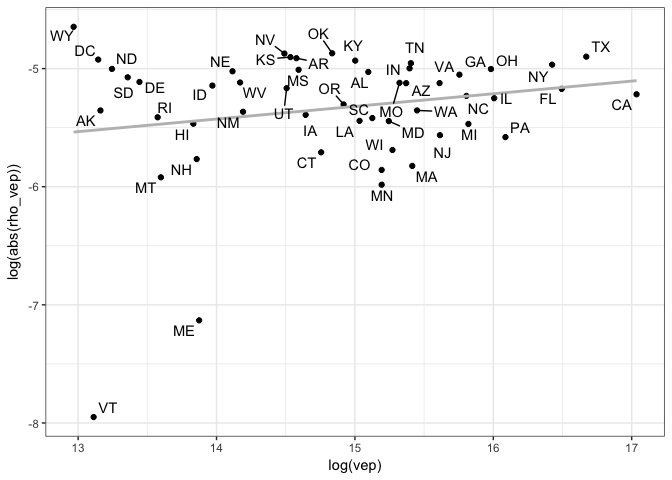 WY
DC
ND
SD
DE
AK
RI
HI
NH
MT
ME
VT
NE
ID
WV
NM
NV
KS
AR
MS
UT
IA
CT
OK
KY
AL
OR
SC
LA
MO
MD
WI
CO
MN
MA
IN
TN
AZ
VA
WA
NJ
GA
OH
NC
IL
MI
PA
NY
FL
TX
CA
-5
-6
-7
-8
13
14
15
16
17
log(vep)
log(abs(rho_vep))